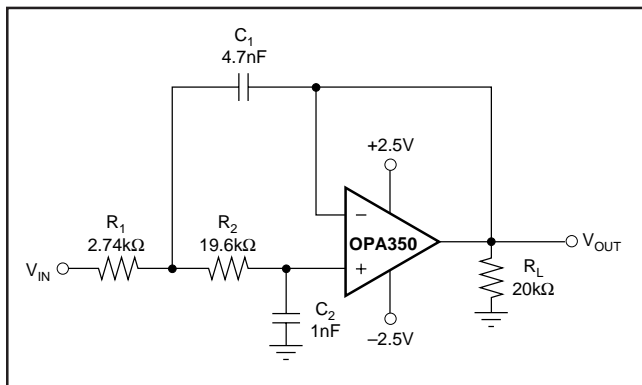 C1
4.7nF
+2.5V
R1
2.74kΩ
R2
19.6kΩ
−
OPA350
+
VIN
VOUT
C2
1nF
−2.5V
RL
20kΩ